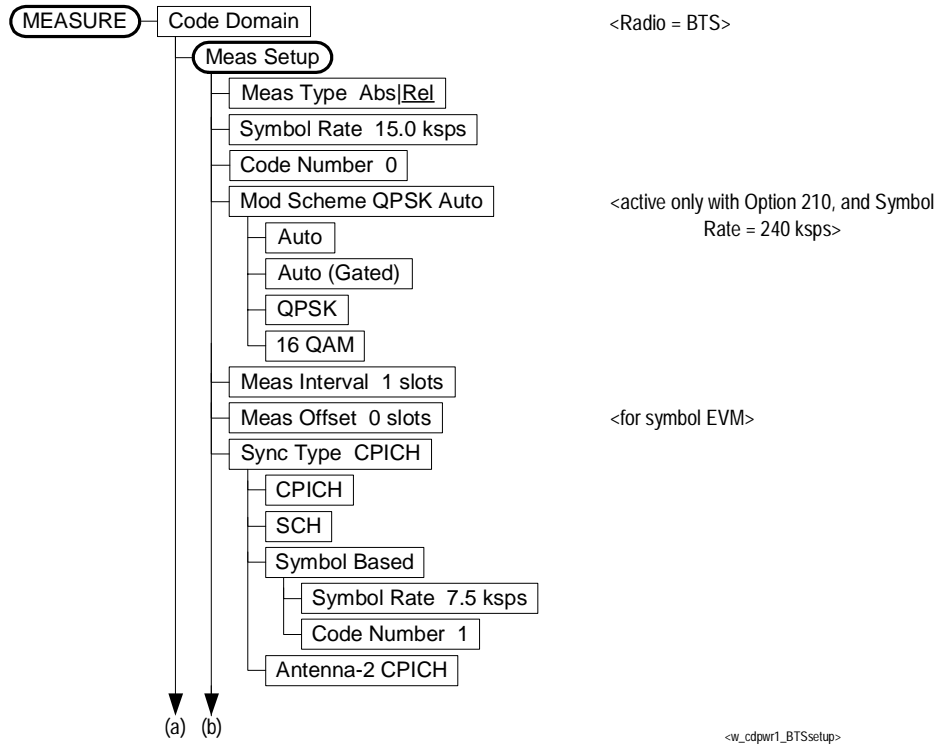 MEASURE Code Domain <Radio = BTS>
Meas Setup
Meas Type Abs|Rel
Symbol Rate 15.0 ksps
Code Number 0
Mod Scheme QPSK Auto <active only with Option 210, and Symbol
Rate = 240 ksps>
Auto
Auto (Gated)
QPSK
16 QAM
Meas Interval 1 slots
Meas Offset 0 slots <for symbol EVM>
Sync Type CPICH
CPICH
SCH
Symbol Based
Symbol Rate 7.5 ksps
Code Number 1
Antenna-2 CPICH
(a) (b)
<w_cdpwr1_BTSsetup>